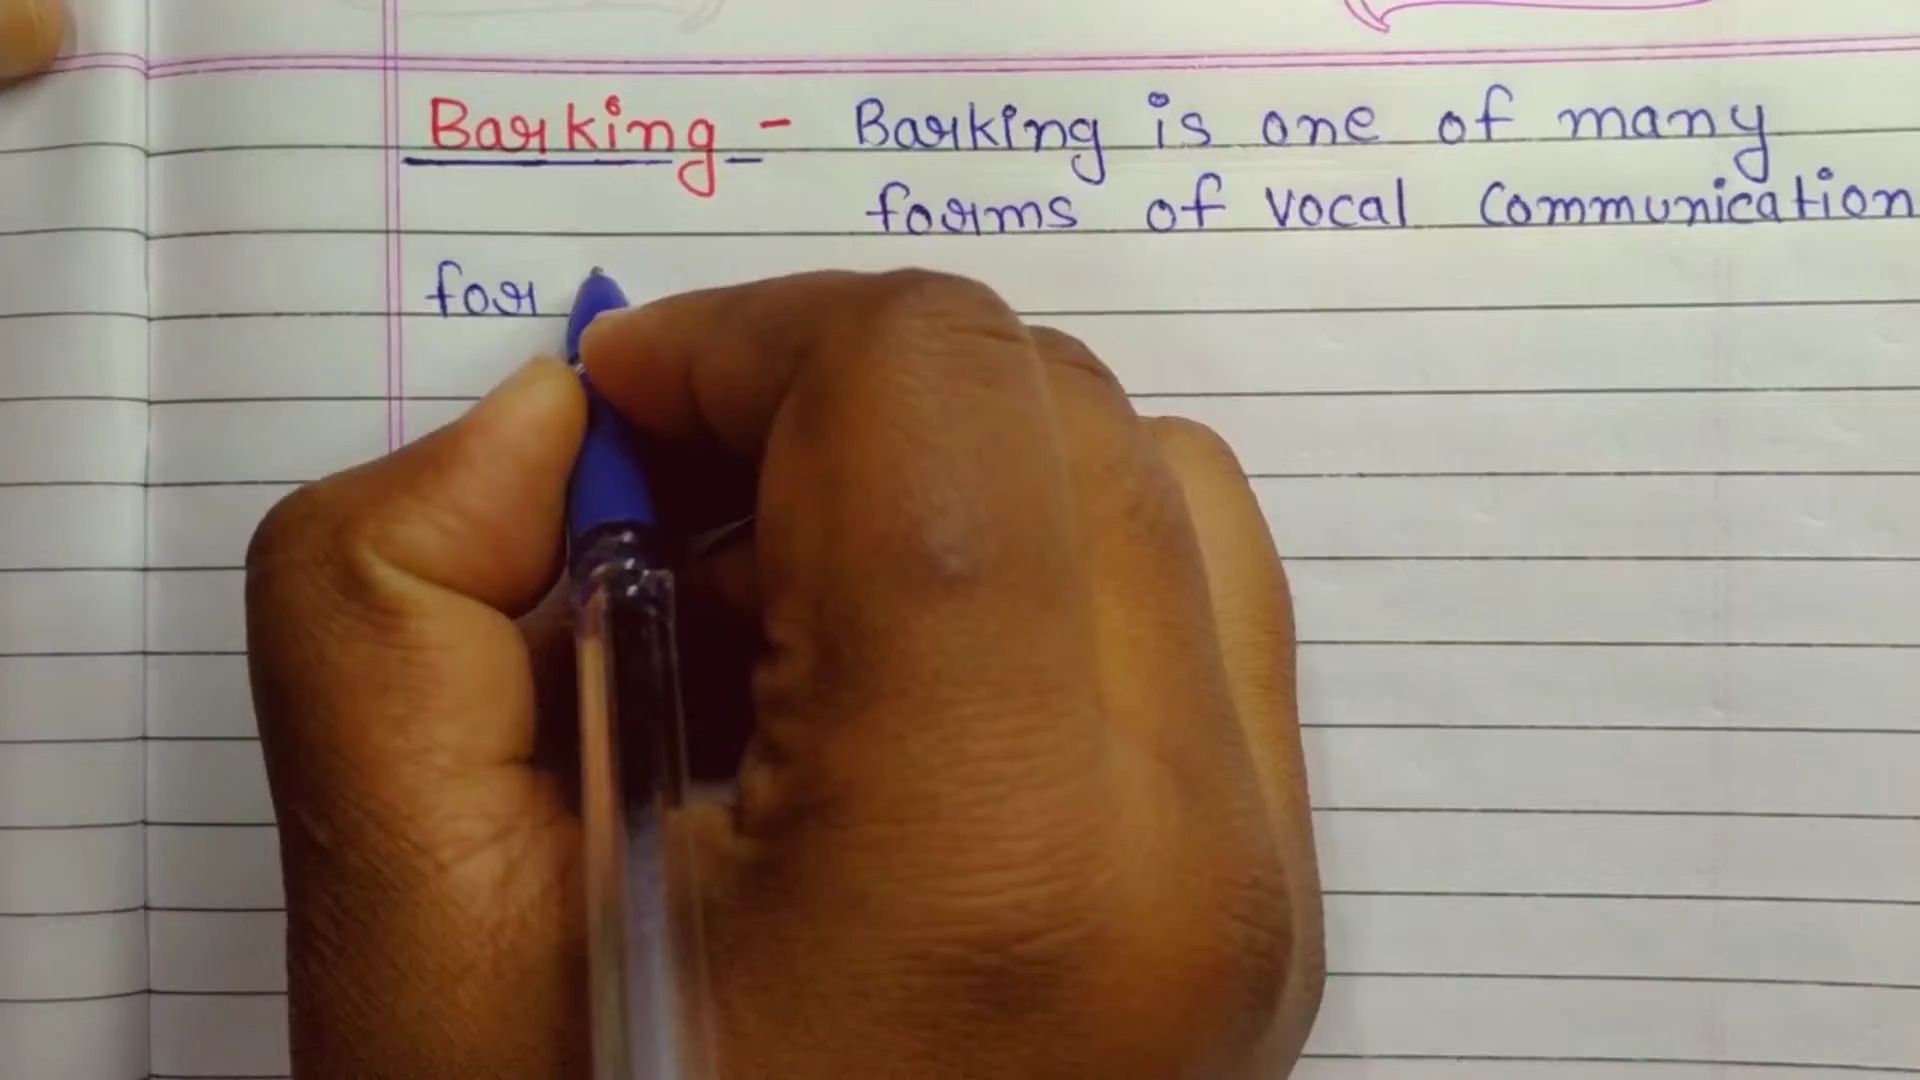 Barking - Barking is one of many
forms of vocal communication
for